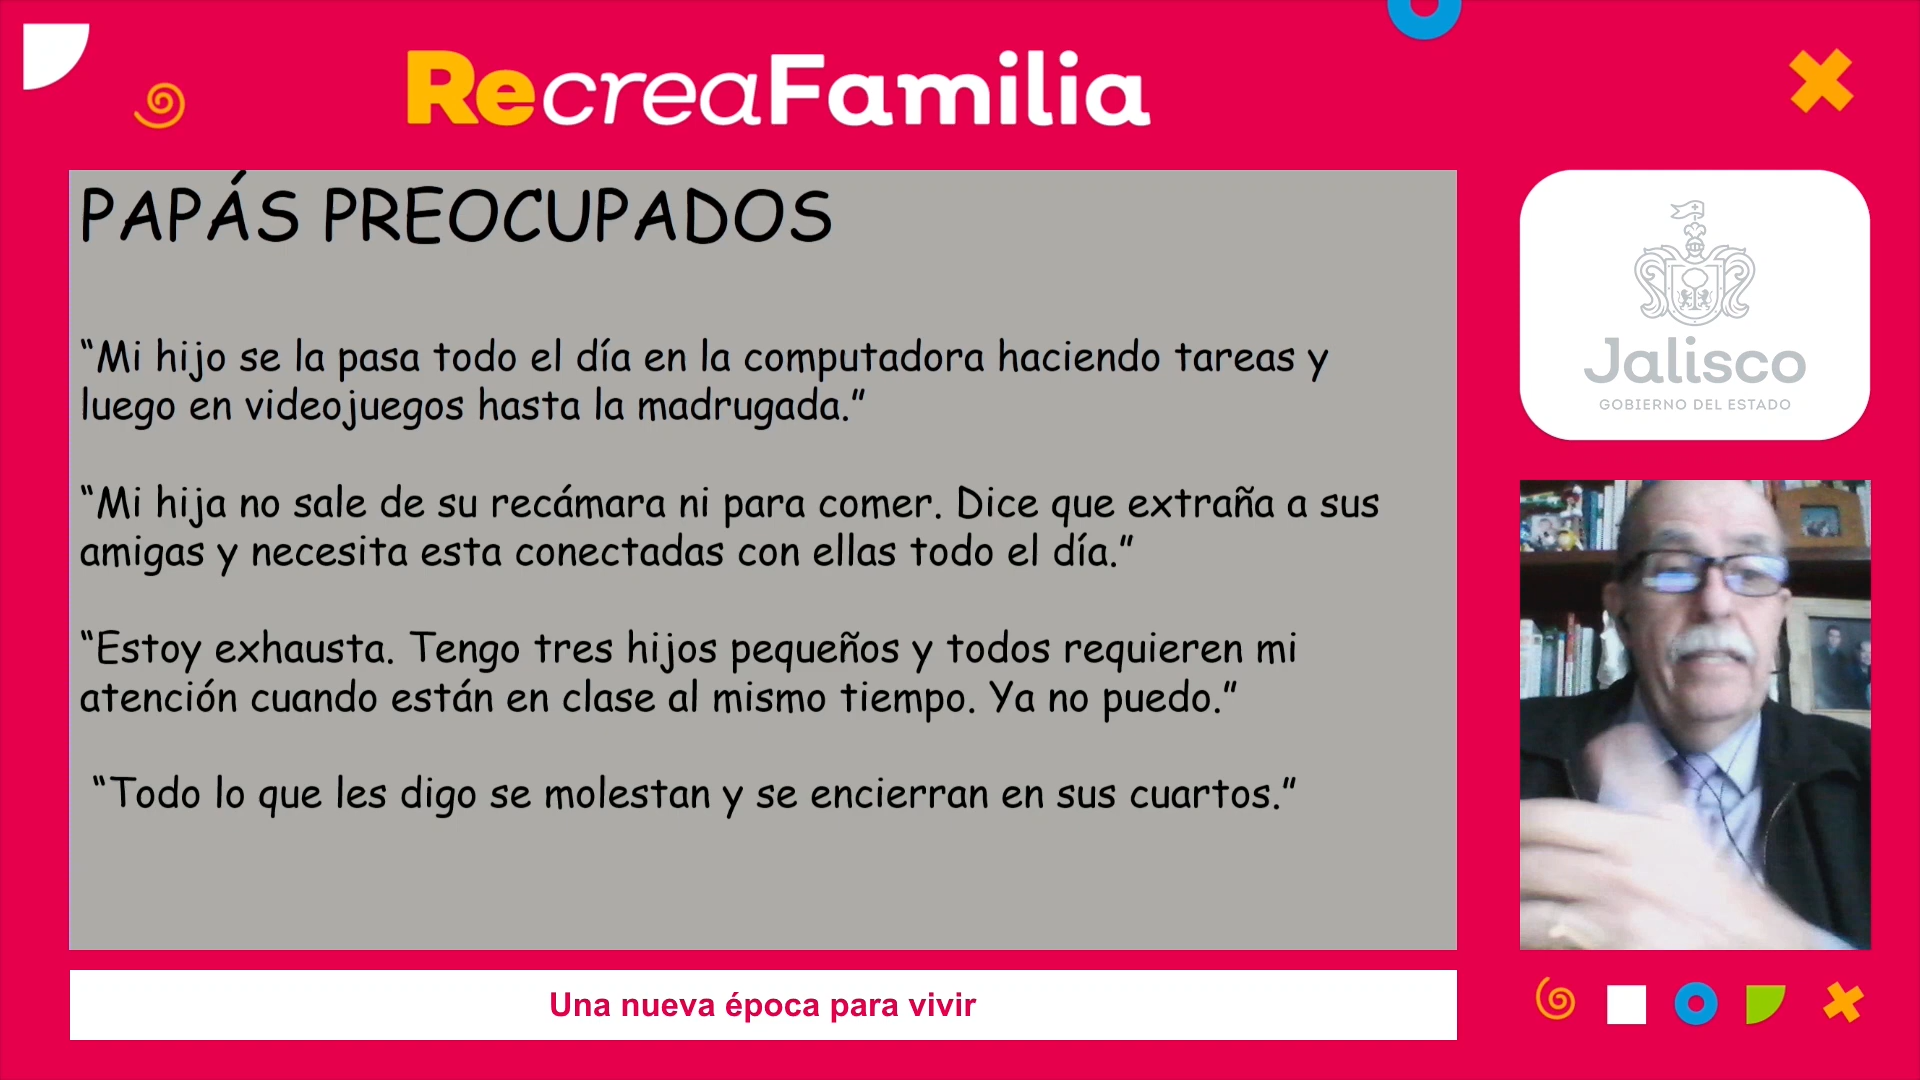 RecreaFamilia
PAPÁS PREOCUPADOS
“Mi hijo se la pasa todo el día en la computadora haciendo tareas y
luego en videojuegos hasta la madrugada.”
“Mi hija no sale de su recámara ni para comer. Dice que extraña a sus
amigas y necesita esta conectadas con ellas todo el día.”
“Estoy exhausta. Tengo tres hijos pequeños y todos requieren mi
atención cuando están en clase al mismo tiempo. Ya no puedo.”
“Todo lo que les digo se molestan y se encierran en sus cuartos.”
Jalisco
GOBIERNO DEL ESTADO
Una nueva época para vivir